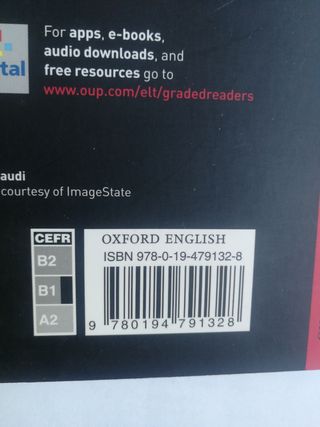 For apps, e-books,
audio downloads, and
free resources go to
www.oup.com/elt/gradedreaders
ital
audi
courtesy of ImageState
CEFR
B2
B1
A2
OXFORD ENGLISH
ISBN 978-0-19-479132-8
9 780194 791328